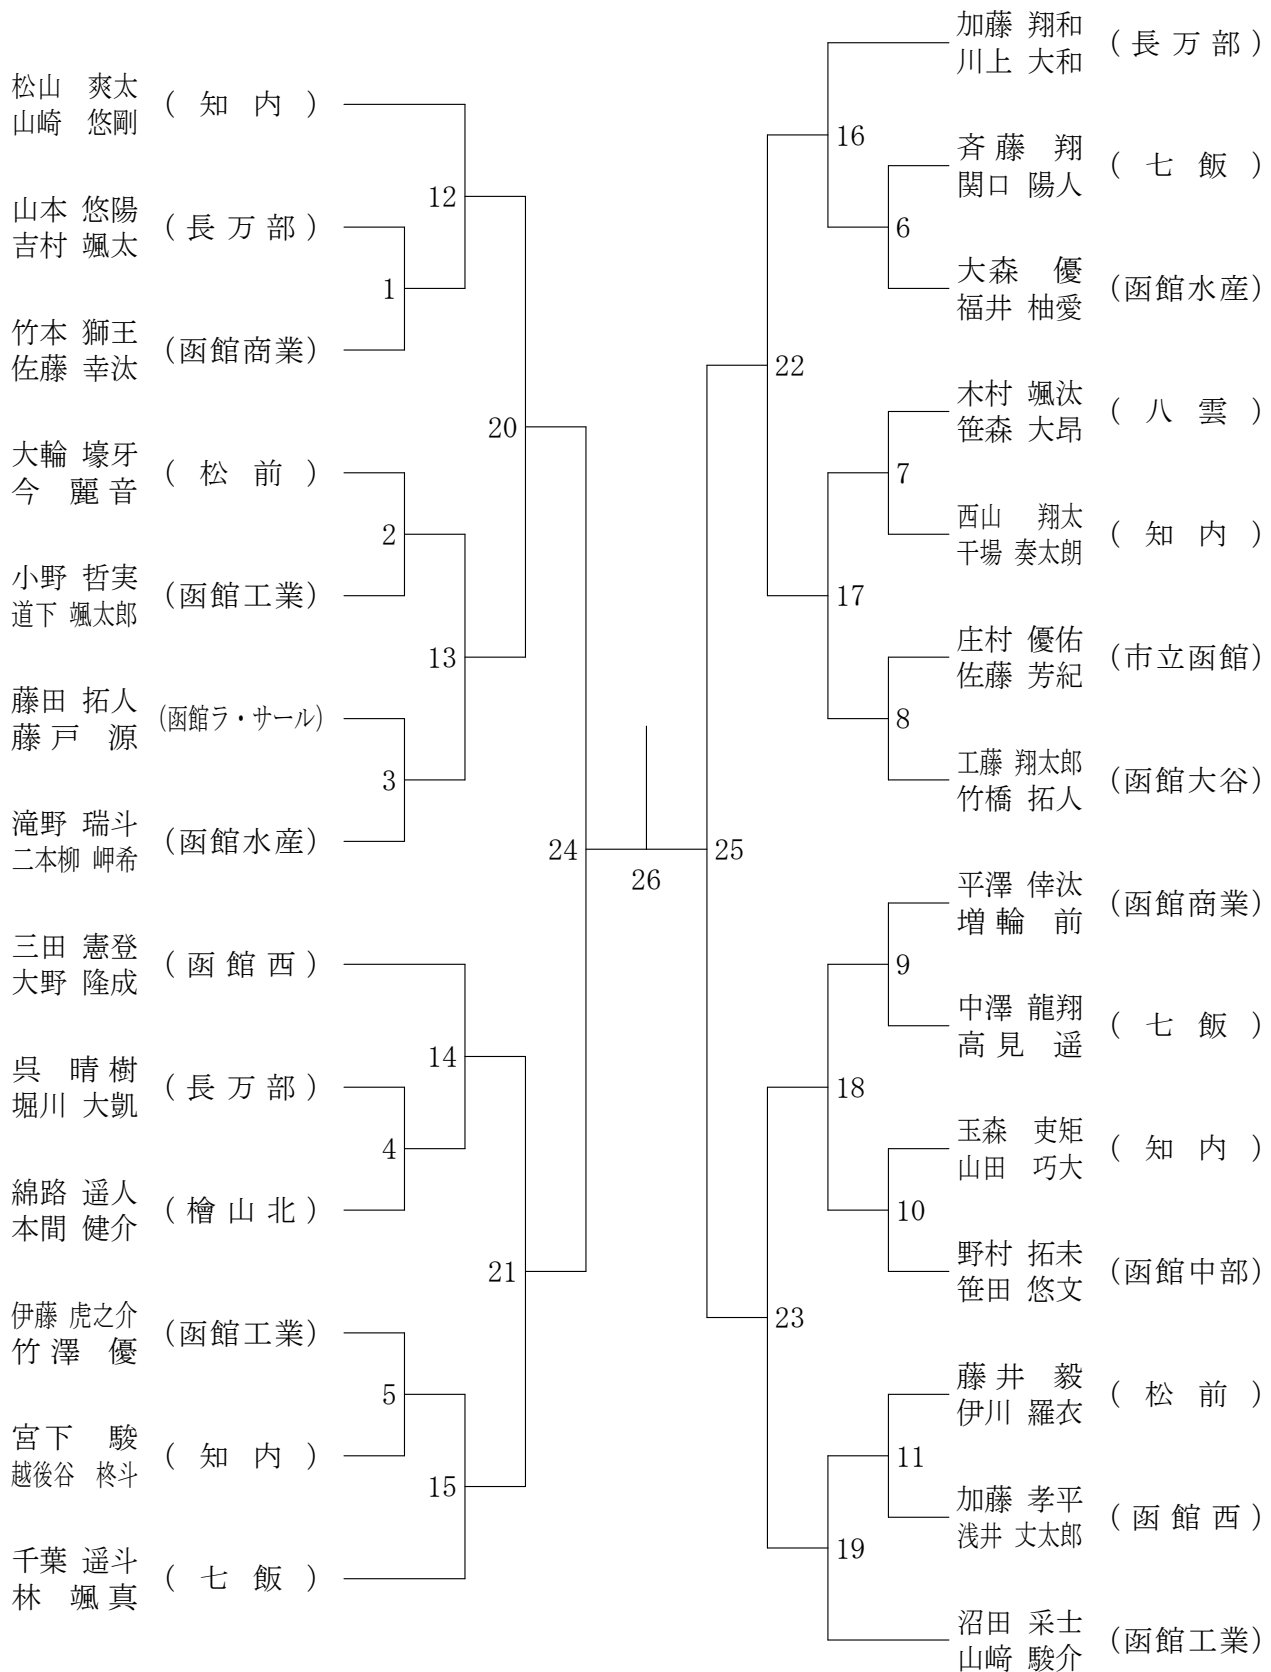 松山 爽太
山崎 悠剛
(知内)
山本 悠陽
吉村 颯太
(長万部)
竹本 獅王
佐藤 幸汰
(函館商業)
大輪 壕牙
今 麗音
(松前)
小野 哲実
道下 颯太郎
(函館工業)
藤田 拓人
藤戸 源
(函館ラ・サール)
滝野 瑞斗
二本柳 岬希
(函館水産)
三田 憲登
大野 隆成
(函館西)
呉 晴樹
堀川 大凱
(長万部)
綿路 遥人
本間 健介
(檜山北)
伊藤 虎之介
竹澤 優
(函館工業)
宮下 駿
越後谷 柊斗
(知内)
千葉 遥斗
林 颯真
(七飯)
1
2
3
4
5
12
13
14
15
20
21
24
26
25
22
23
16
17
18
19
6
7
8
9
10
11
加藤 翔和
川上 大和
(長万部)
斉藤 翔
関口 陽人
(七飯)
大森 優
福井 柚愛
(函館水産)
木村 颯汰
笹森 大昂
(八雲)
西山 翔太
干場 奏太朗
(知内)
庄村 優佑
佐藤 芳紀
(市立函館)
工藤 翔太郎
竹橋 拓人
(函館大谷)
平澤 倖汰
増輪 前
(函館商業)
中澤 龍翔
高見 遥
(七飯)
玉森 吏矩
山田 巧大
(知内)
野村 拓未
笹田 悠文
(函館中部)
藤井 毅
伊川 羅衣
(松前)
加藤 孝平
浅井 丈太郎
(函館西)
沼田 采士
山﨑 駿介
(函館工業)